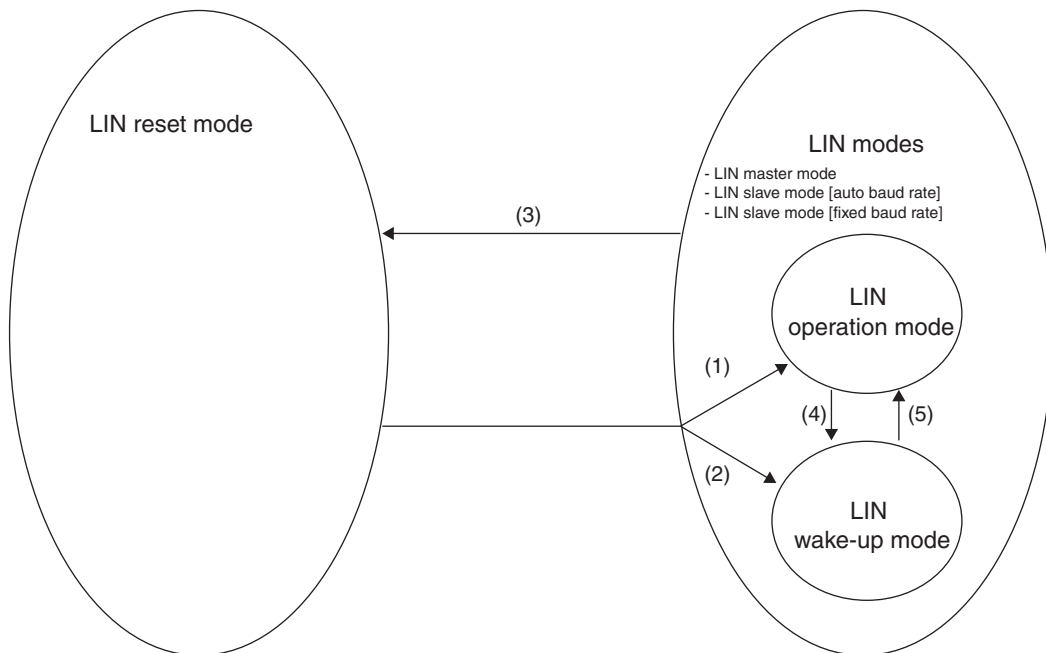 LIN reset mode
LIN modes
- LIN master mode
- LIN slave mode [auto baud rate]
- LIN slave mode [fixed baud rate]
(3)
LIN
operation mode
(1)
(4)
(5)
(2)
LIN
wake-up mode